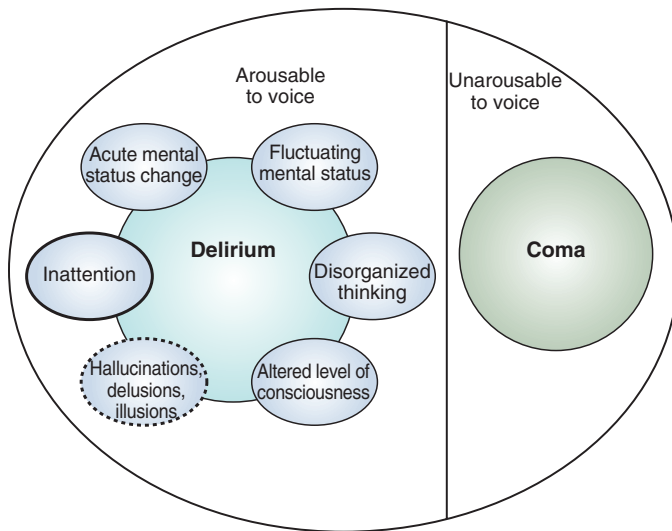 Arousable
to voice
Unarousable
to voice
Acute mental
status change
Fluctuating
mental status
Inattention
Delirium
Disorganized
thinking
Coma
Hallucinations,
delusions,
illusions
Altered level of
consciousness